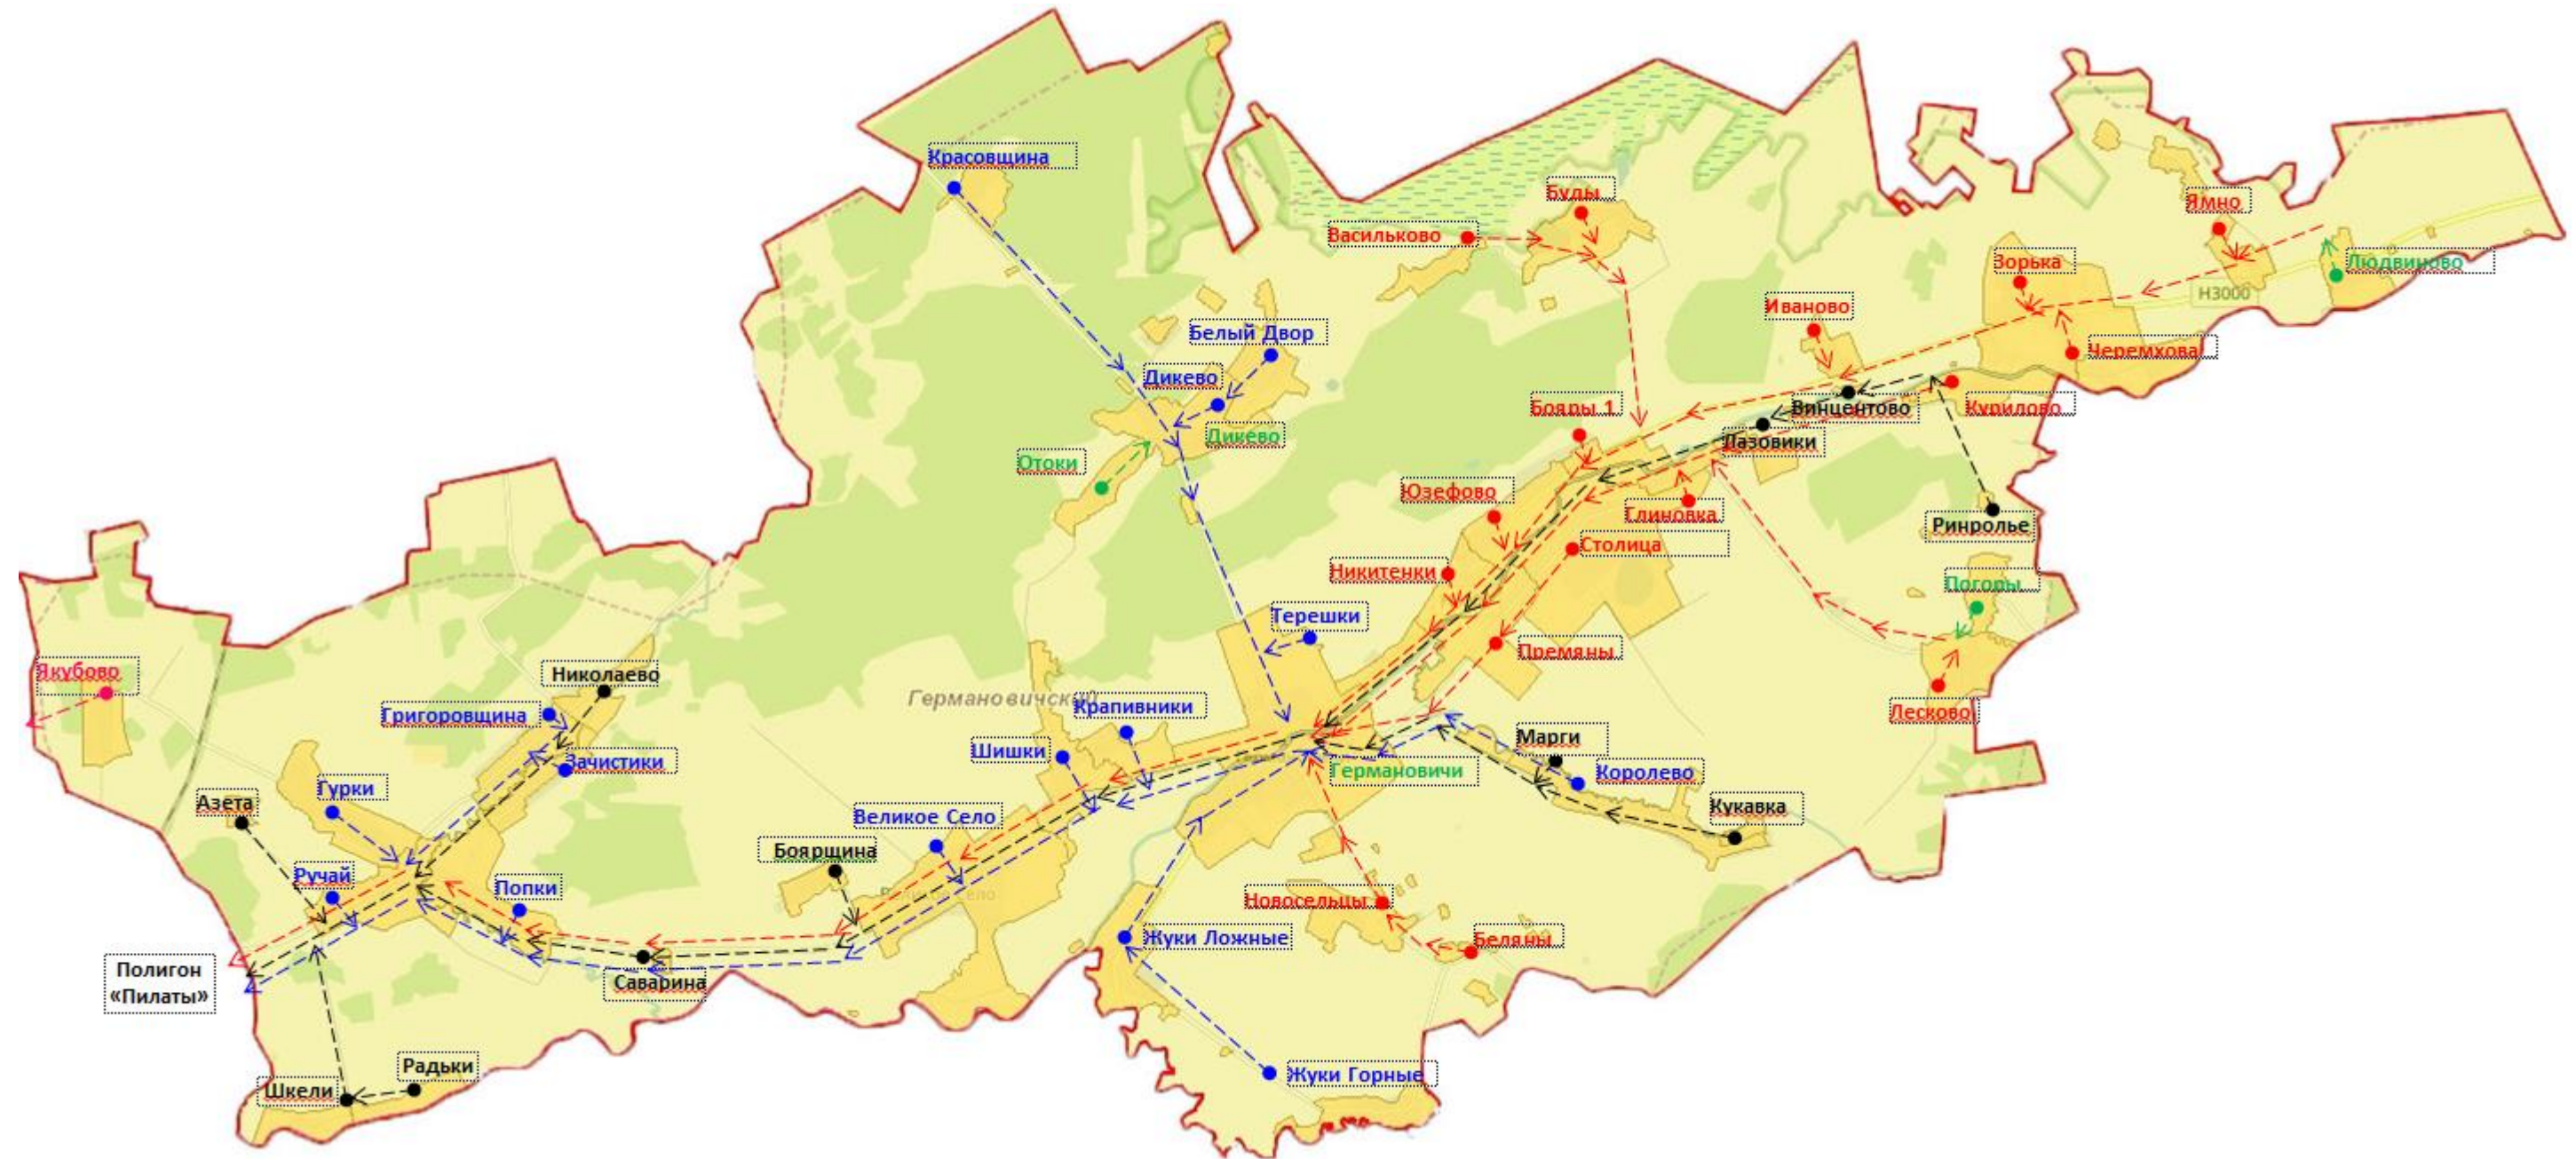 Красовщина
Буды
Ямно
Васильково
Зорька
Людвиново
Н3000
Иваново
Белый Двор
Черемхова
Дикево
Бояры 1
Винцентово
Курилово
Дикево
Лазовики
Отоки
Юзефово
Глиновка
Ринролье
Столица
Никитенки
Погоры
Терешки
Премяны
Якубово
Николаево
Германовичский
Крапивники
Лесково
Григоровщина
Марги
Шишки
Зачистики
Германовичи
Королево
Гурки
Азета
Кукавка
Великое Село
Боярщина
Ручай
Попки
Новосельцы
Жуки Ложные
Беляны
Полигон
«Пилаты»
Саварина
Радьки
Жуки Горные
Шкели